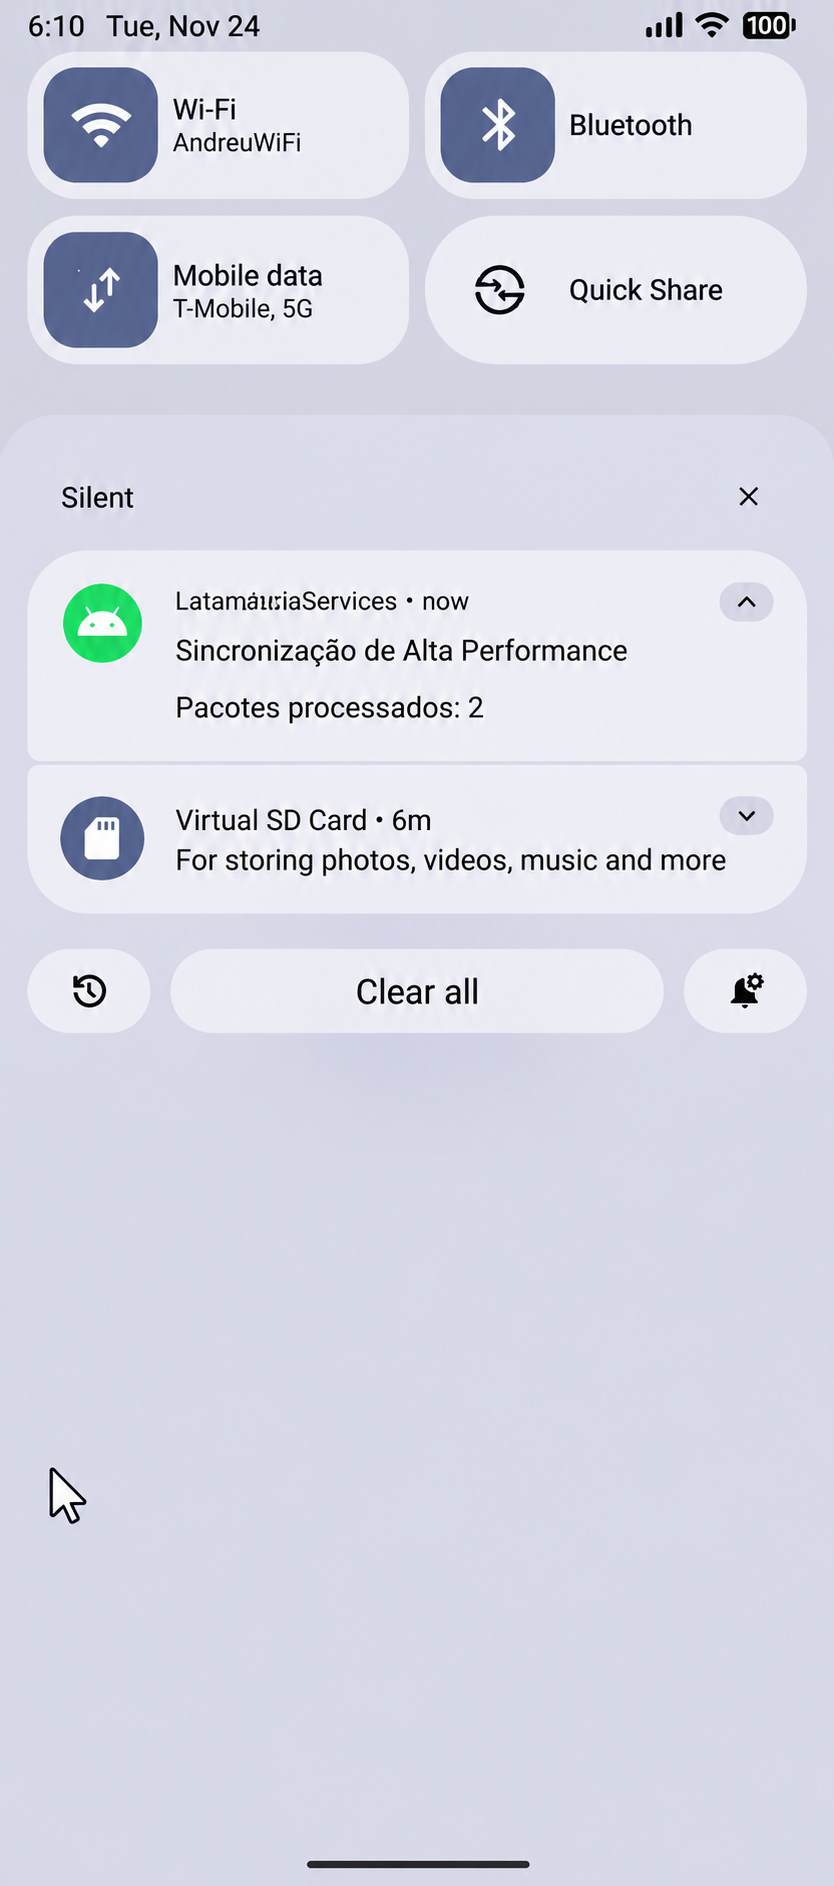 6:10 Tue, Nov 24
100
Wi-Fi
AndreuWiFi
Bluetooth
Mobile data
T-Mobile, 5G
Quick Share
Silent
• now
Sincronização de Alta Performance
Pacotes processados: 2
Virtual SD Card • 6m
For storing photos, videos, music and more
Clear all